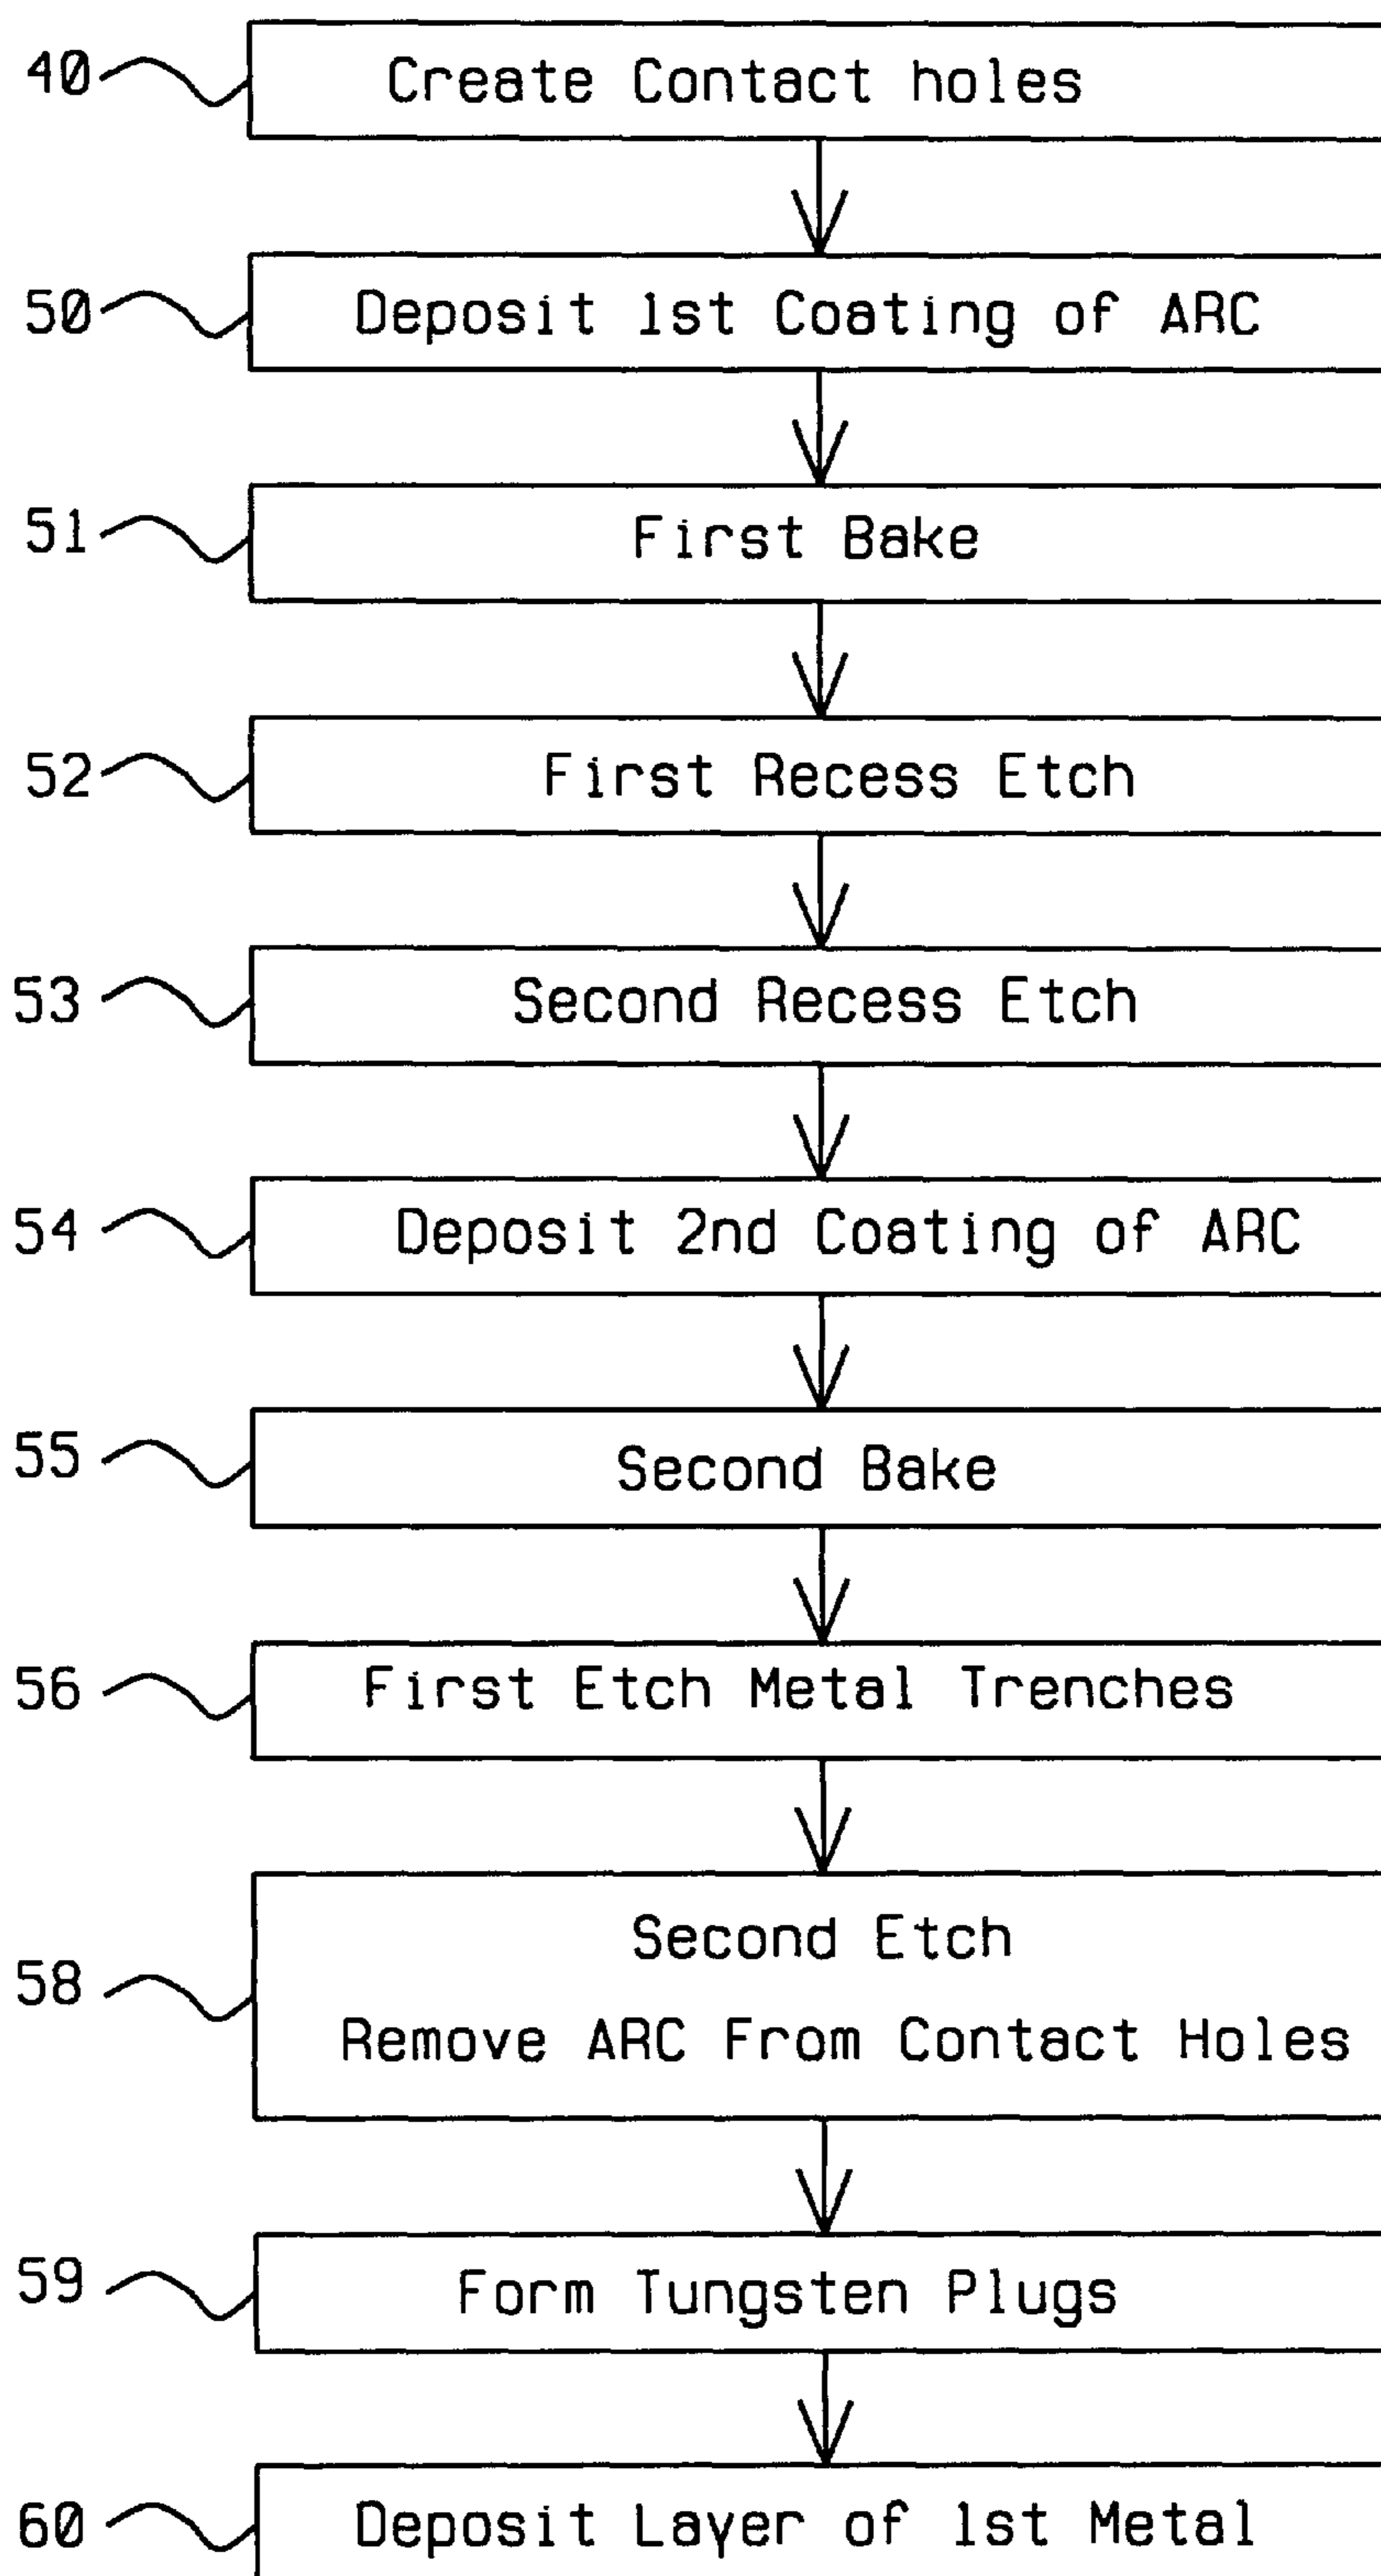 40 Create Contact holes
50 Deposit 1st Coating of ARC
51 First Bake
52 First Recess Etch
53 Second Recess Etch
54 Deposit 2nd Coating of ARC
55 Second Bake
56 First Etch Metal Trenches
Second Etch
58 Remove ARC From Contact Holes
59 Form Tungsten Plugs
60 Deposit Layer of 1st Metal